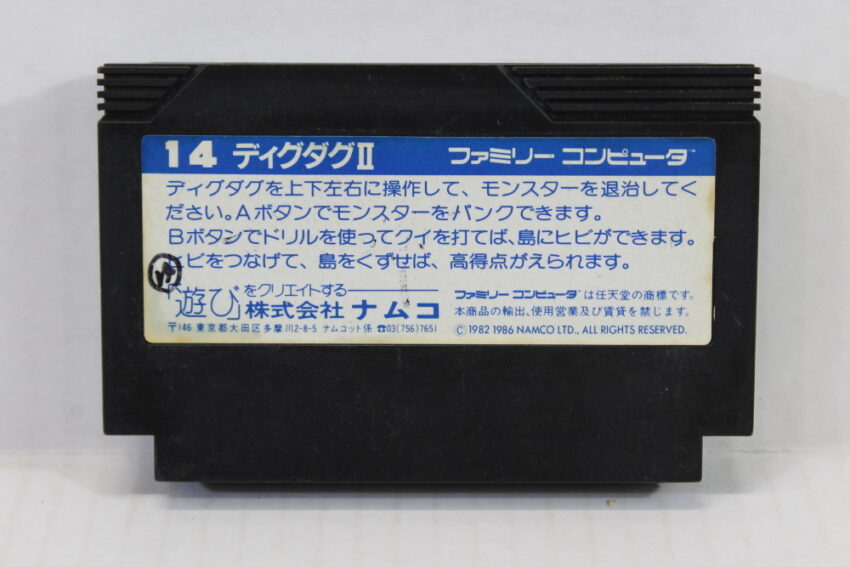 14 ディグダグⅡ ファミリー コンピュータ™
ディグダグを上下左右に操作して、モンスターを退治してく
ださい。Aボタンでモンスターをパンクできます。
Bボタンでドリルを使ってクイを打てば、島にヒビができます。
ヒビをつなげて、島をくずせば、高得点がえられます。
「遊び」をクリエイトする
株式会社 ナムコ
〒146 東京都大田区多摩川2-8-5 ナムコット係 ☎03(756)7651
ファミリー コンピュータ™は任天堂の商標です。
本商品の輸出、使用営業及び賃貸を禁じます。
Ⓒ 1982 1986 NAMCO LTD., ALL RIGHTS RESERVED.